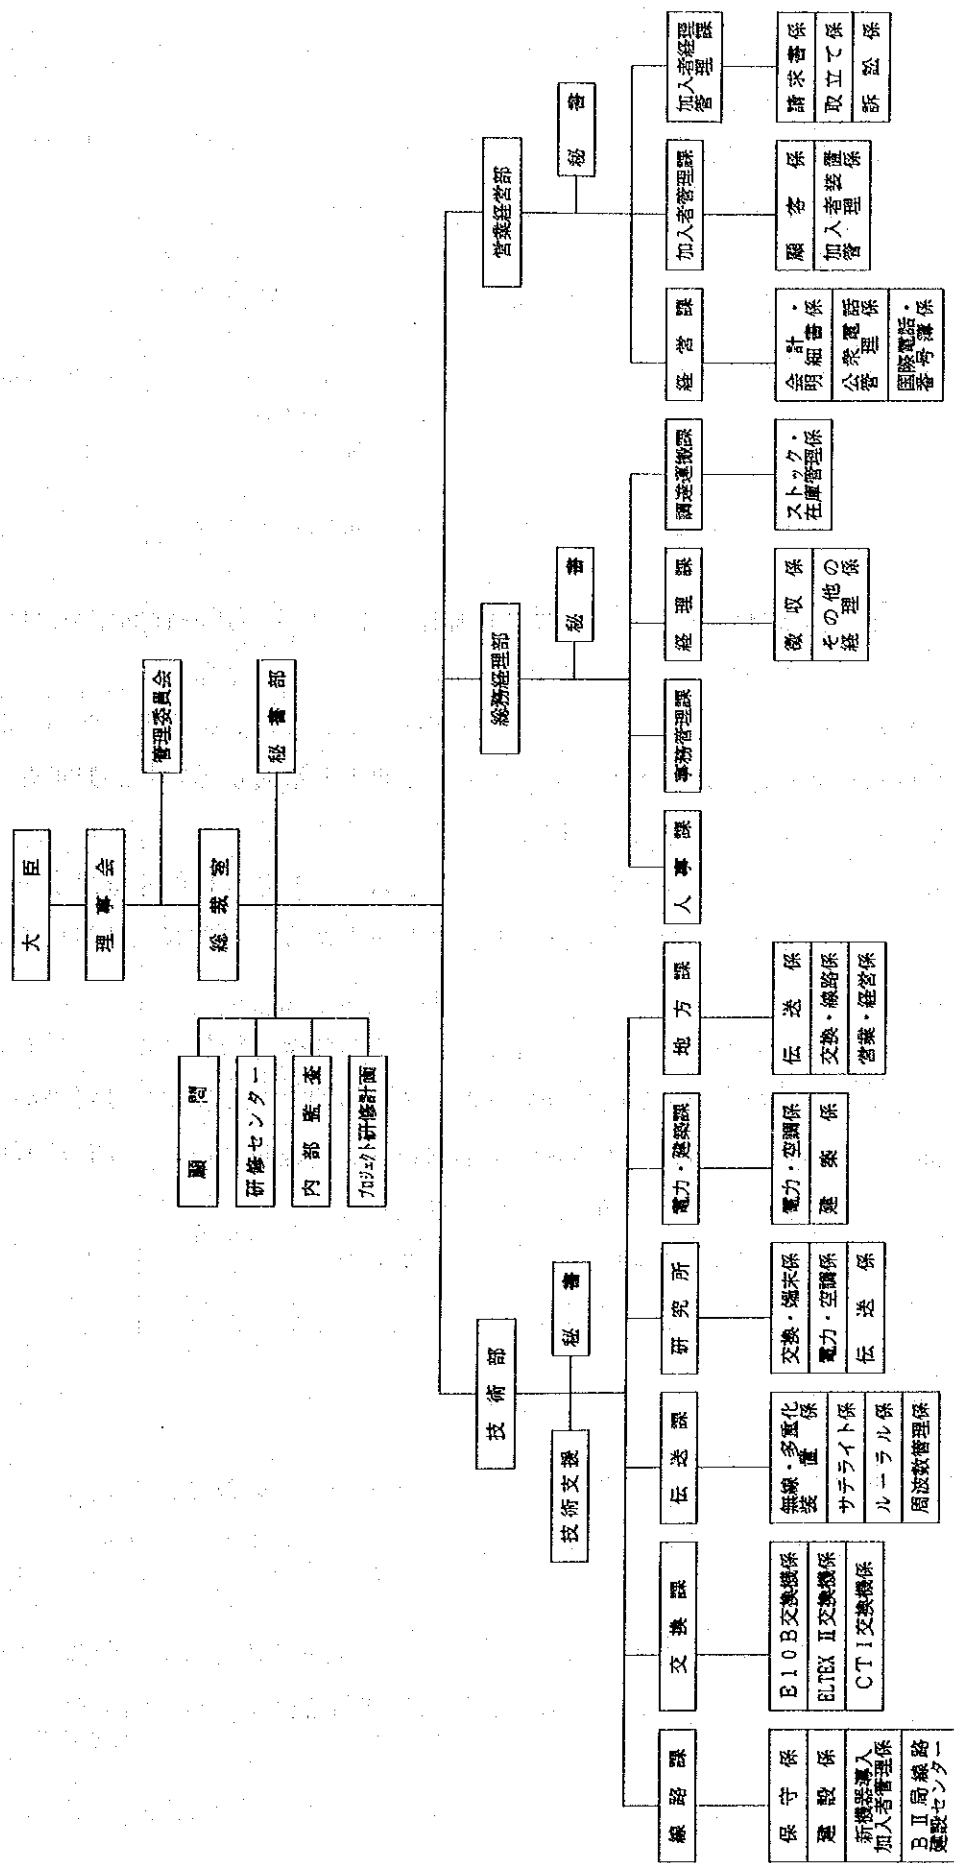 大臣
理事会
管理委員会
総裁室
秘書部
顧問
研修センター
内部監査
プロジェクト研修計画
技術部
総務経理部
営業経営部
技術支援
秘書
秘書
秘書
線路課
交換課
伝送課
研究所
電力・建築課
地方課
人事課
事務管理課
経理課
調達運搬課
経営課
加入者管理課
加入者経理
管理課
保守係
建設係
新機器導入
加入者管理係
BⅡ局線路
建設センター
E10B交換機係
ELTEX II交換機係
CT1交換機係
無線・多重化
装置係
サテライト係
ルーラル係
周波数管理係
交換・端末係
電力・空調係
伝送係
電力・空調係
建築係
伝送係
交換・線路係
営業・経営係
徴収係
その他の
経理係
ストック・
在庫管理係
会計・
明細書係
公衆電話
管理係
国際電話・
番号簿係
顧客係
加入者装置
管理係
請求書係
取立て係
訴訟係